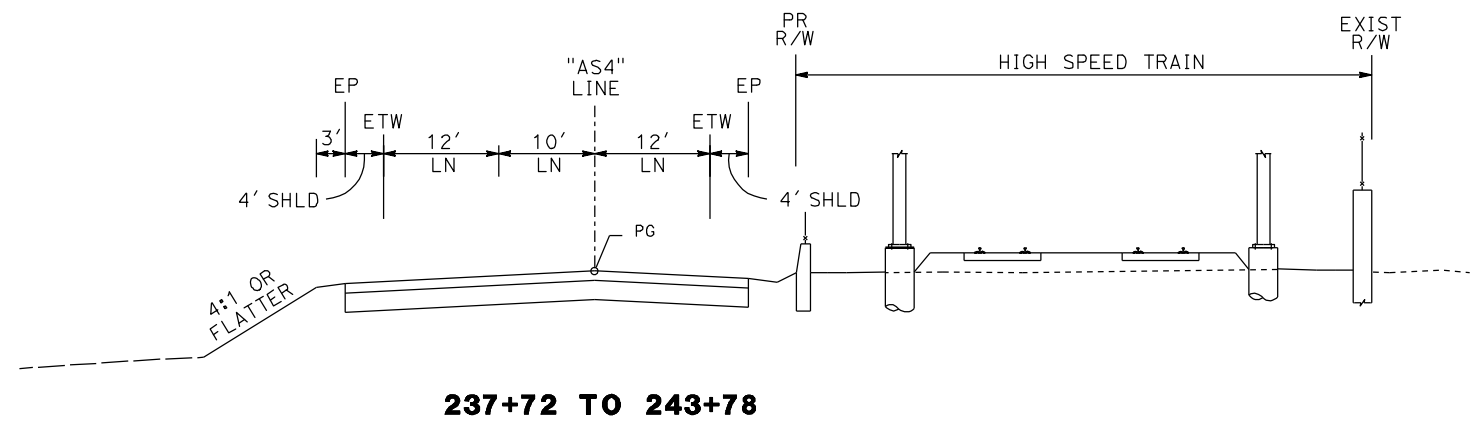 PR
R/W
EXIST
R/W
HIGH SPEED TRAIN
"AS4"
LINE
EP
EP
ETW
ETW
3'
12'
LN
10'
LN
12'
LN
4' SHLD
4' SHLD
PG
4:1 OR
FLATTER
237+72 TO 243+78